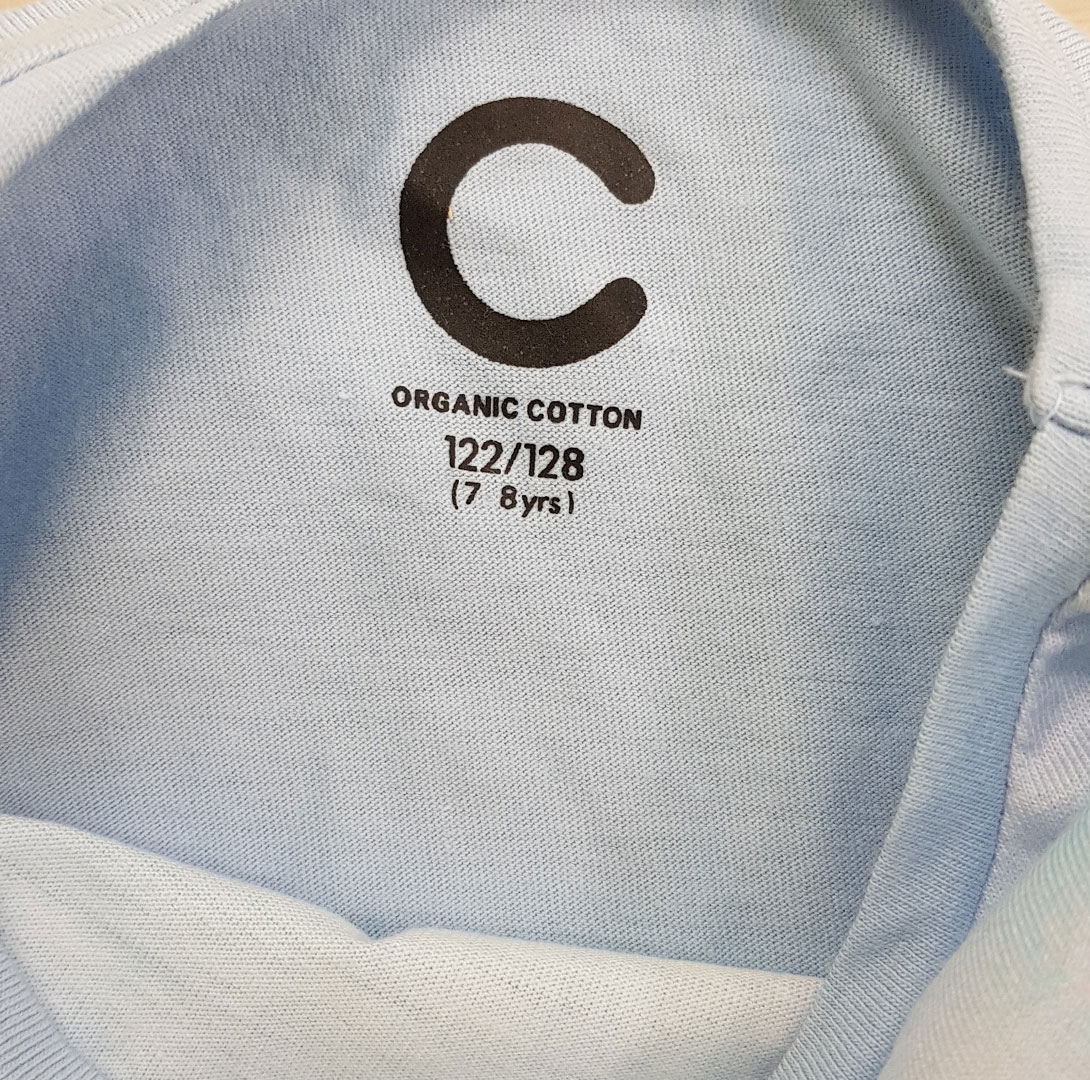 C
ORGANIC COTTON
122/128
(7 8yrs)